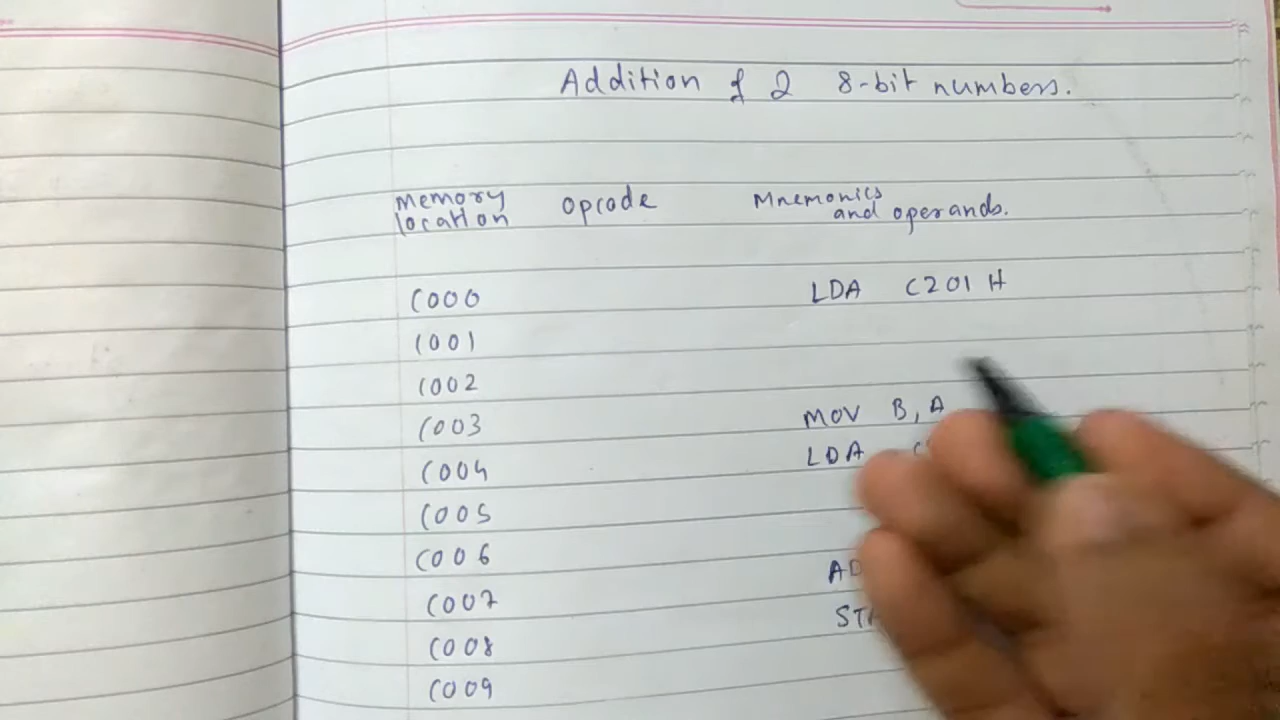 Addition of 2 8-bit numbers.
Memory location opcode Mnemonics and operands.
C000 LDA C201 H
C001
C002
C003 MOV B, A
C004 LDA
C005
C006
C007
C008
C009